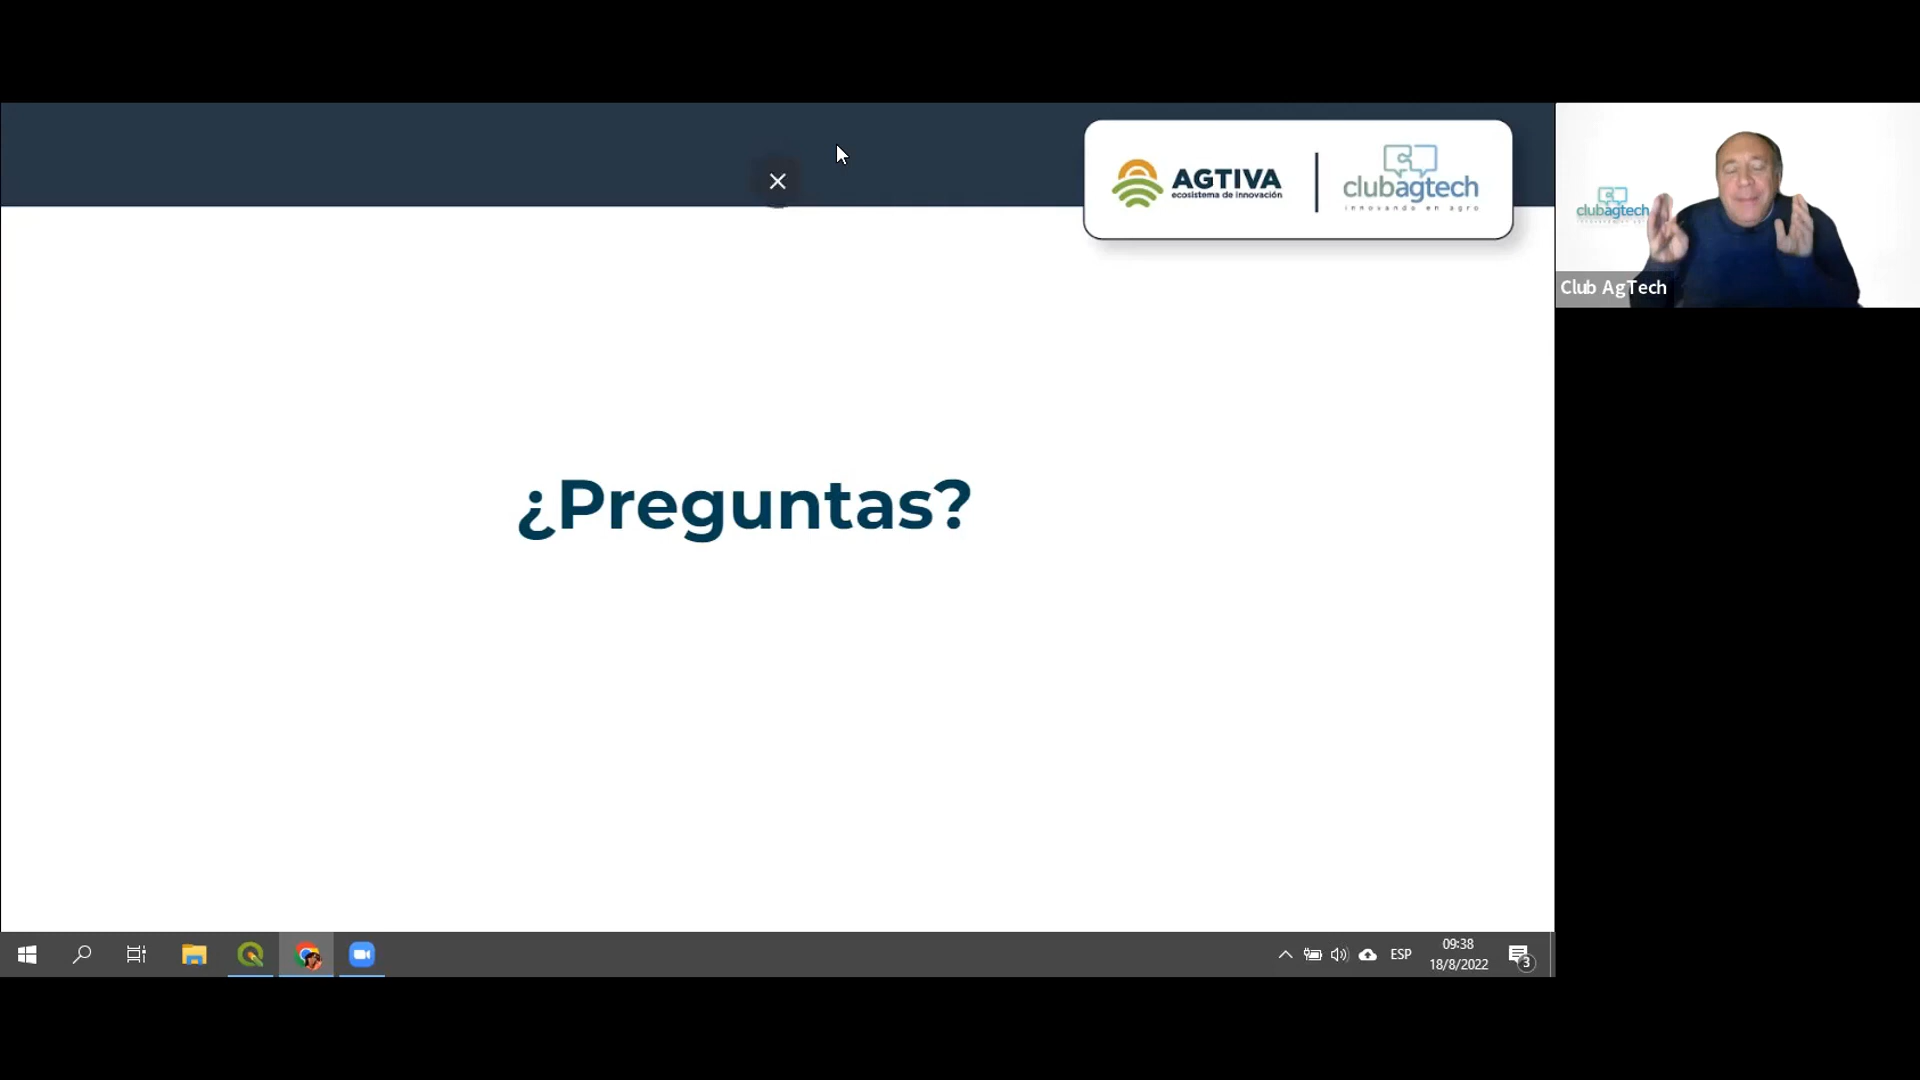 AGTIVA
ecosistema de innovación
clubagtech
innovando en agro
clubagtech
Club AgTech
¿Preguntas?
ESP
09:38
18/8/2022
3